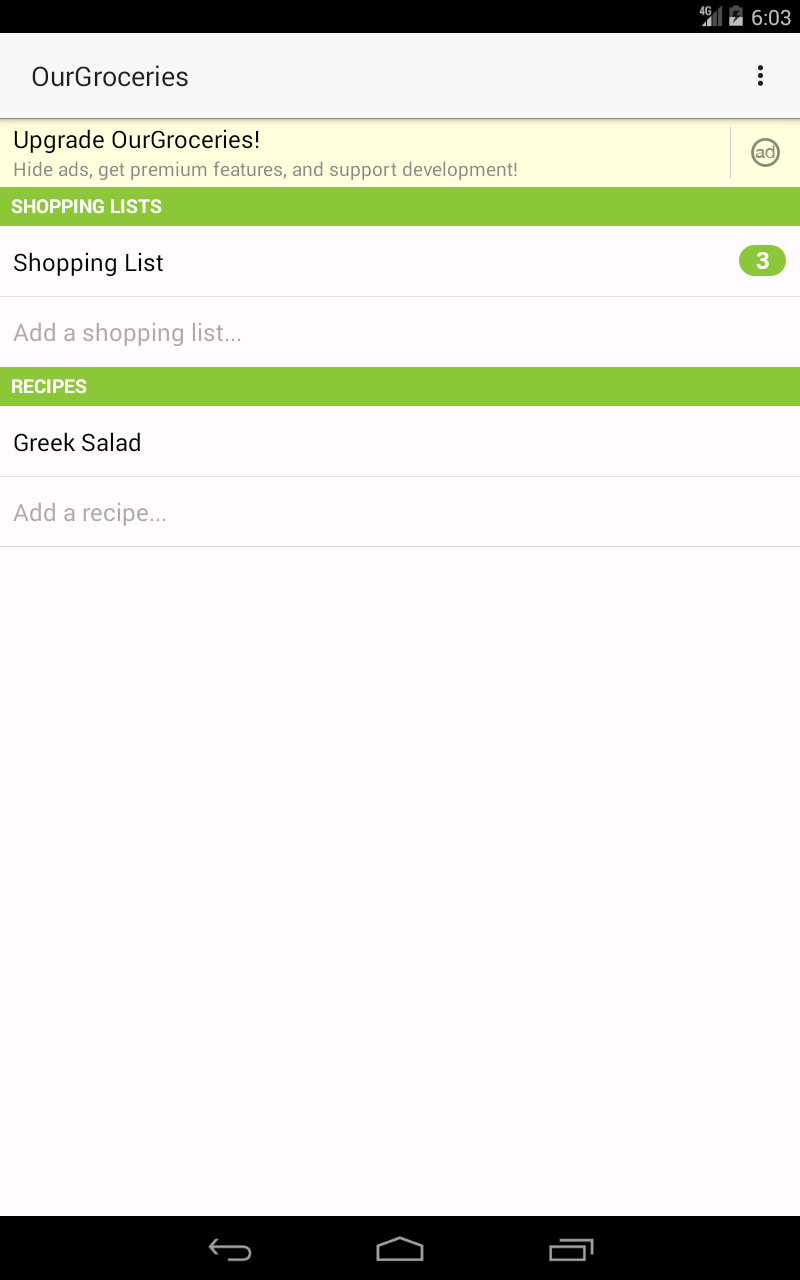 4G 6:03
OurGroceries
Upgrade OurGroceries!
Hide ads, get premium features, and support development!
ad
SHOPPING LISTS
Shopping List 3
Add a shopping list...
RECIPES
Greek Salad
Add a recipe...